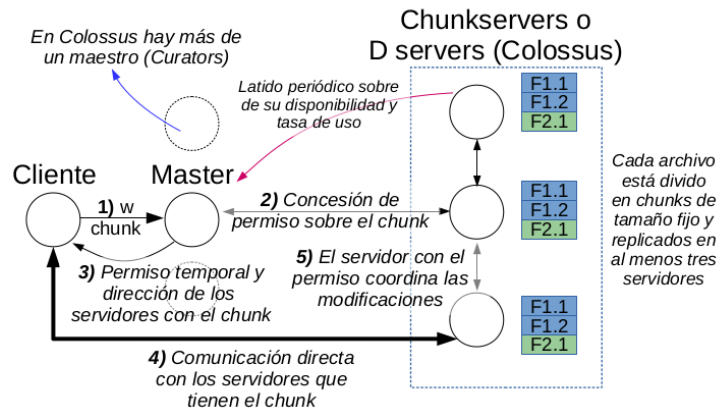 Chunkservers o
D servers (Colossus)
En Colossus hay más de
un maestro (Curators)
Latido periódico sobre
de su disponibilidad y
tasa de uso
F1.1
F1.2
F2.1
Cliente
Master
1) w
chunk
2) Concesión de
permiso sobre el chunk
F1.1
F1.2
F2.1
Cada archivo
está divido
en chunks de
tamaño fijo y
replicados en
al menos tres
servidores
3) Permiso temporal y
dirección de los
servidores con el chunk
5) El servidor con el
permiso coordina las
modificaciones
F1.1
F1.2
F2.1
4) Comunicación directa
con los servidores que
tienen el chunk